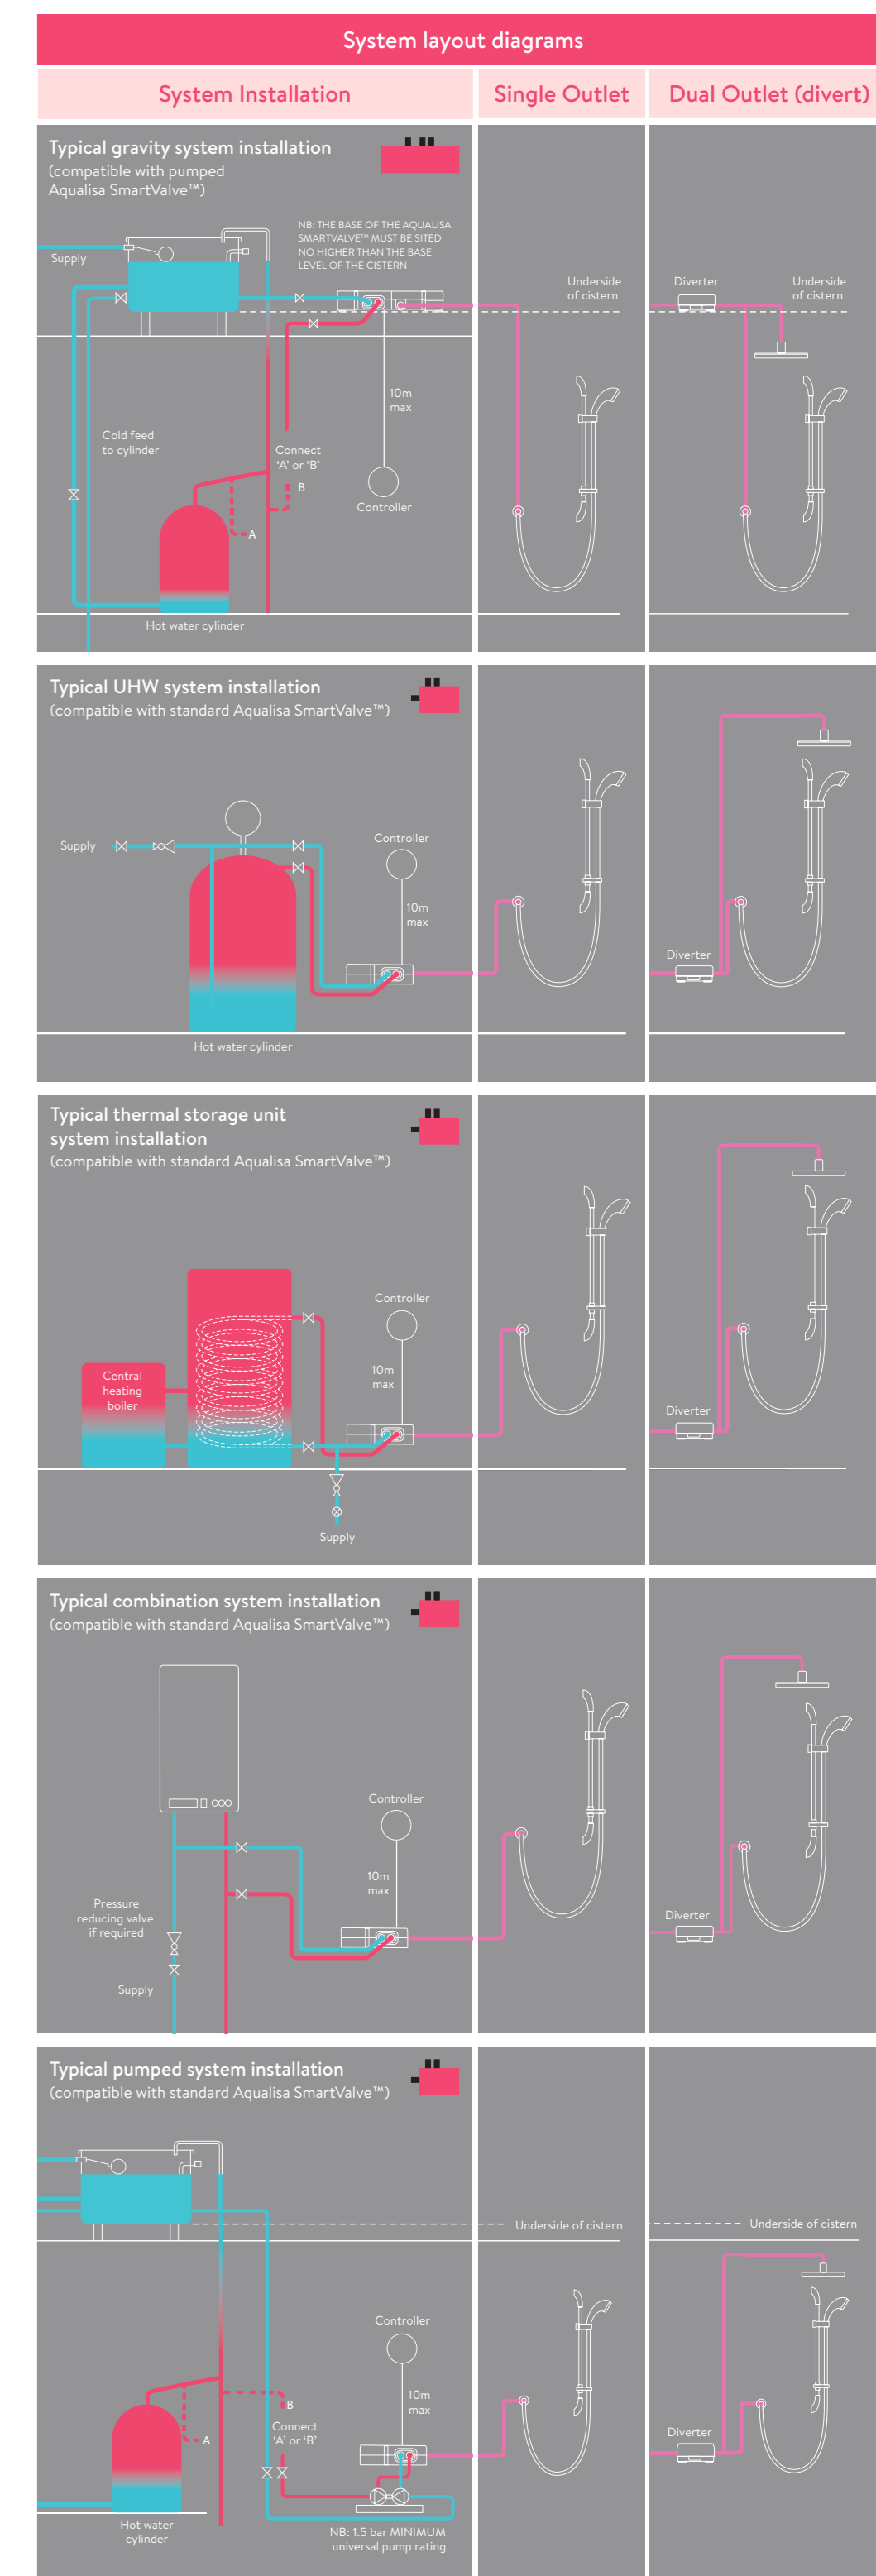 System layout diagrams
System Installation
Single Outlet
Dual Outlet (divert)
Typical gravity system installation
(compatible with pumped
Aqualisa SmartValve™)
NB: THE BASE OF THE AQUALISA
SMARTVALVE™ MUST BE SITED
NO HIGHER THAN THE BASE
LEVEL OF THE CISTERN
Supply
Cold feed
to cylinder
Connect
‘A’ or ‘B’
B
A
10m
max
Controller
Hot water cylinder
Underside
of cistern
Diverter
Underside
of cistern
Typical UHW system installation
(compatible with standard Aqualisa SmartValve™)
Supply
Controller
10m
max
Hot water cylinder
Diverter
Typical thermal storage unit
system installation
(compatible with standard Aqualisa SmartValve™)
Central
heating
boiler
Controller
10m
max
Supply
Diverter
Typical combination system installation
(compatible with standard Aqualisa SmartValve™)
Controller
10m
max
Pressure
reducing valve
if required
Supply
Diverter
Typical pumped system installation
(compatible with standard Aqualisa SmartValve™)
Underside of cistern
Underside of cistern
Controller
10m
max
B
Connect
‘A’ or ‘B’
A
Hot water
cylinder
NB: 1.5 bar MINIMUM
universal pump rating
Diverter